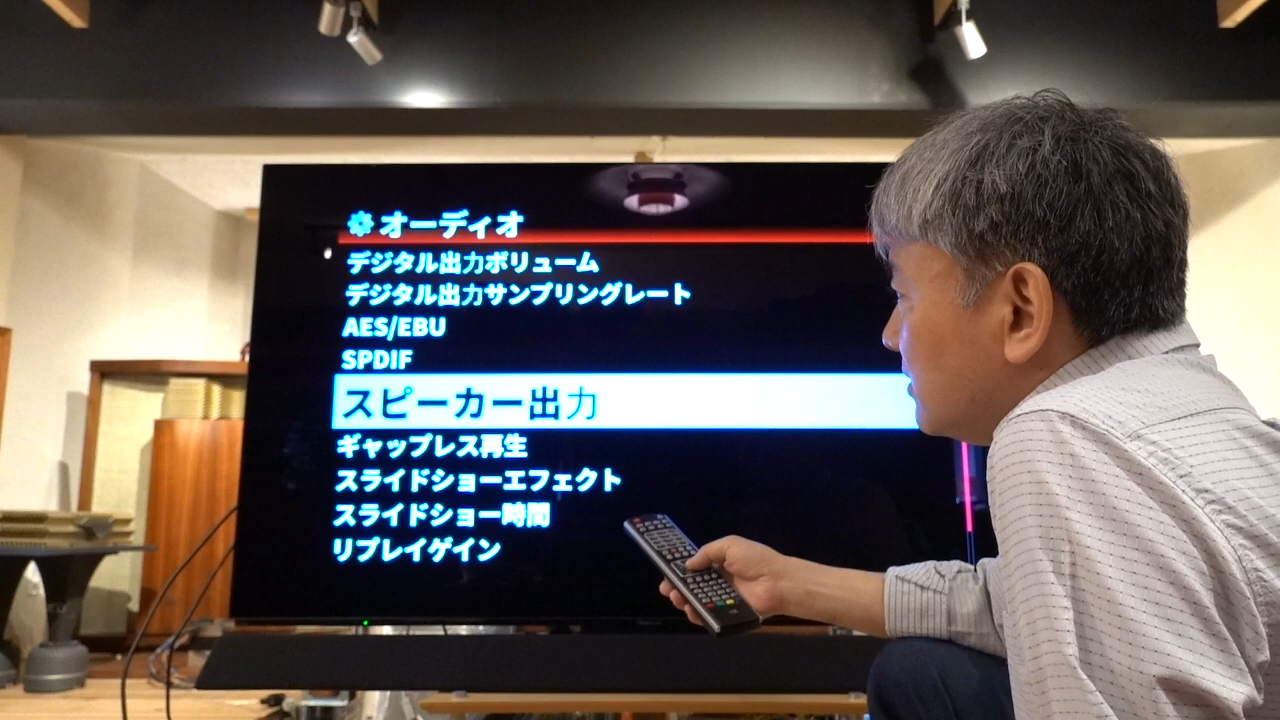 オーディオ
デジタル出力ボリューム
デジタル出力サンプリングレート
AES/EBU
SPDIF
スピーカー出力
ギャップレス再生
スライドショーエフェクト
スライドショー時間
リプレイゲイン